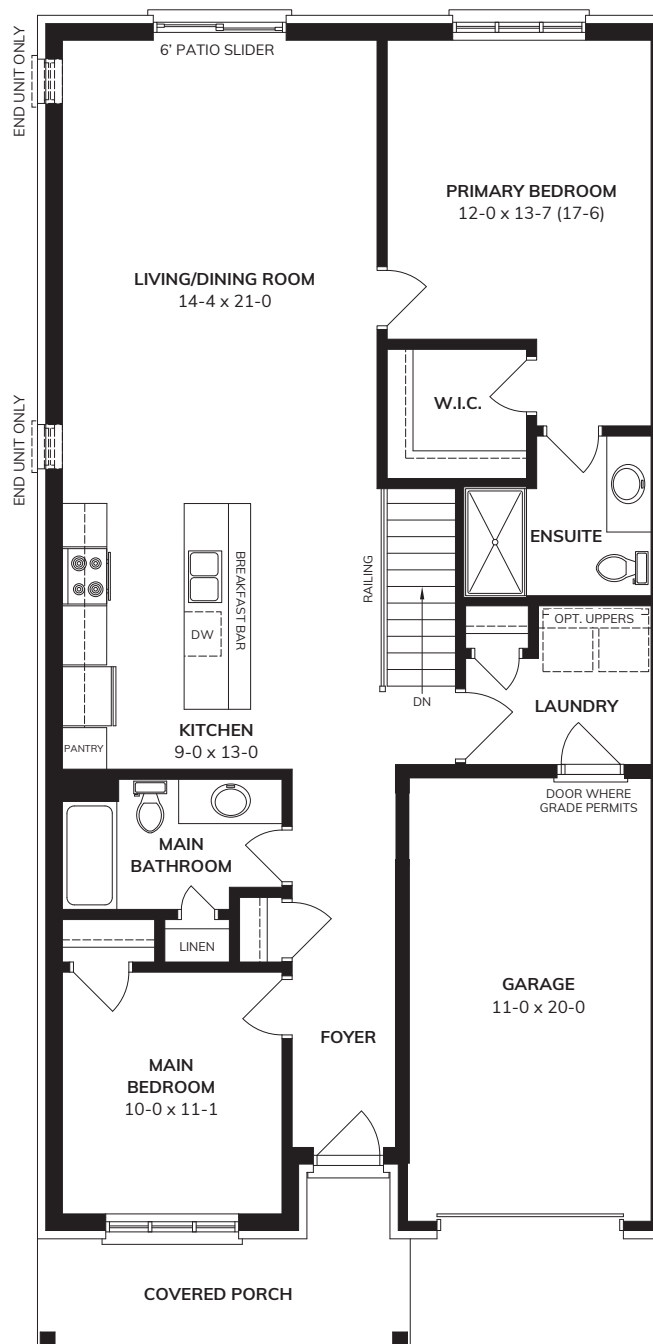 END UNIT ONLY
6' PATIO SLIDER
PRIMARY BEDROOM
12-0 x 13-7 (17-6)
LIVING/DINING ROOM
14-4 x 21-0
W.I.C.
END UNIT ONLY
ENSUITE
RAILING
BREAKFAST BAR
DW
OPT. UPPERS
DN
LAUNDRY
KITCHEN
9-0 x 13-0
PANTRY
DOOR WHERE
GRADE PERMITS
MAIN
BATHROOM
LINEN
GARAGE
11-0 x 20-0
FOYER
MAIN
BEDROOM
10-0 x 11-1
COVERED PORCH